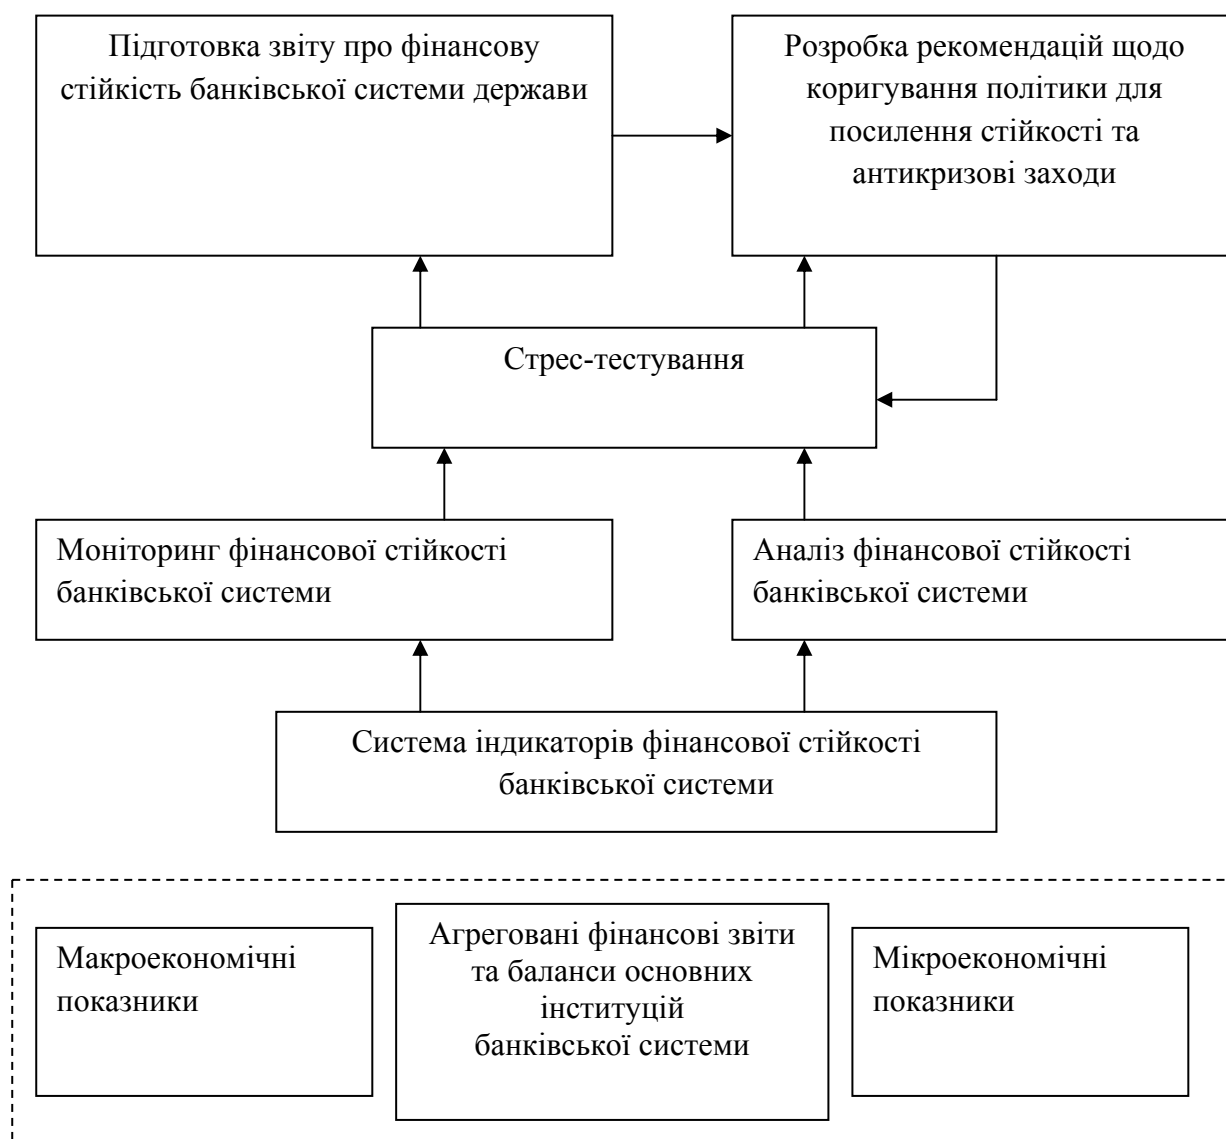 Підготовка звіту про фінансову
стійкість банківської системи держави
Розробка рекомендацій щодо
коригування політики для
посилення стійкості та
антикризові заходи
Стрес-тестування
Моніторинг фінансової стійкості
банківської системи
Аналіз фінансової стійкості
банківської системи
Система індикаторів фінансової стійкості
банківської системи
Макроекономічні
показники
Агреговані фінансові звіти
та баланси основних
інституцій
банківської системи
Мікроекономічні
показники